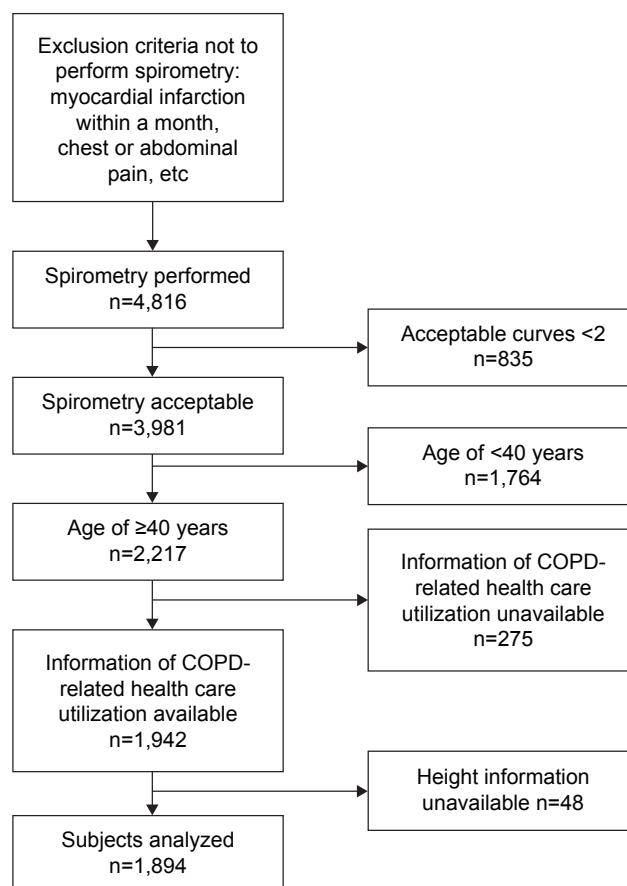 Exclusion criteria not to
perform spirometry:
myocardial infarction
within a month,
chest or abdominal
pain, etc
Spirometry performed
n=4,816
Acceptable curves <2
n=835
Spirometry acceptable
n=3,981
Age of <40 years
n=1,764
Age of ≥40 years
n=2,217
Information of COPD-
related health care
utilization unavailable
n=275
Information of COPD-
related health care
utilization available
n=1,942
Height information
unavailable n=48
Subjects analyzed
n=1,894